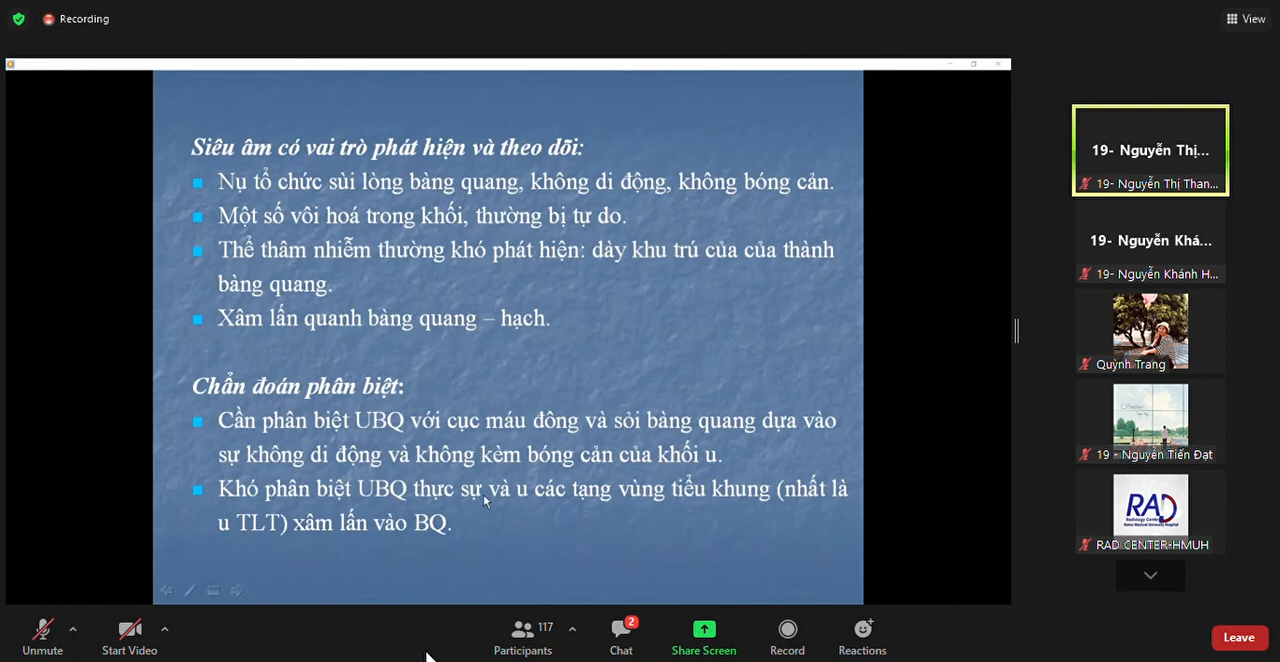 Recording
View
Siêu âm có vai trò phát hiện và theo dõi:
Nụ tổ chức sùi lòng bàng quang, không di động, không bóng cản.
Một số vôi hoá trong khối, thường bị tự do.
Thể thâm nhiễm thường khó phát hiện: dày khu trú của của thành
bàng quang.
Xâm lấn quanh bàng quang – hạch.
Chẩn đoán phân biệt:
Cần phân biệt UBQ với cục máu đông và sỏi bàng quang dựa vào
sự không di động và không kèm bóng cản của khối u.
Khó phân biệt UBQ thực sự và u các tạng vùng tiểu khung (nhất là
u TLT) xâm lấn vào BQ.
19- Nguyễn Thị...
19- Nguyễn Thị Than...
19- Nguyễn Khá...
19- Nguyễn Khánh H...
Quỳnh Trang
19 - Nguyễn Tiến Đạt
RAD
Radiology Center
Hanoi Medical University Hospital
RAD CENTER-HMUH
Unmute
Start Video
117
Participants
2
Chat
Share Screen
Record
Reactions
Leave